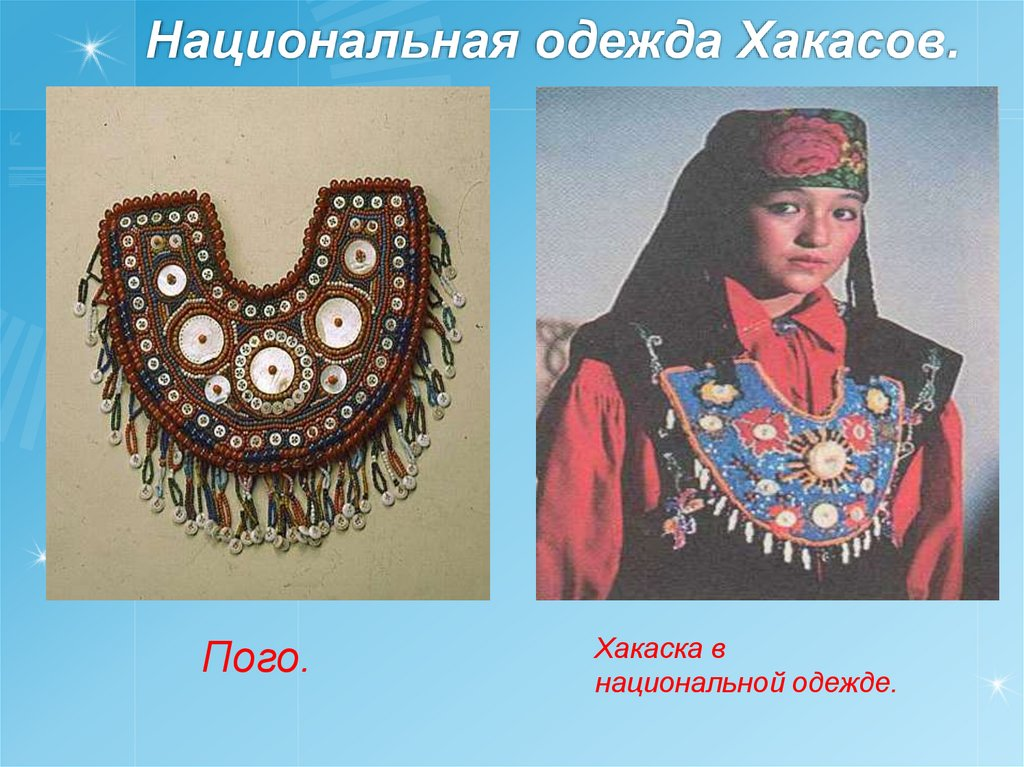 Национальная одежда Хакасов.
Пого.
Хакаска в
национальной одежде.